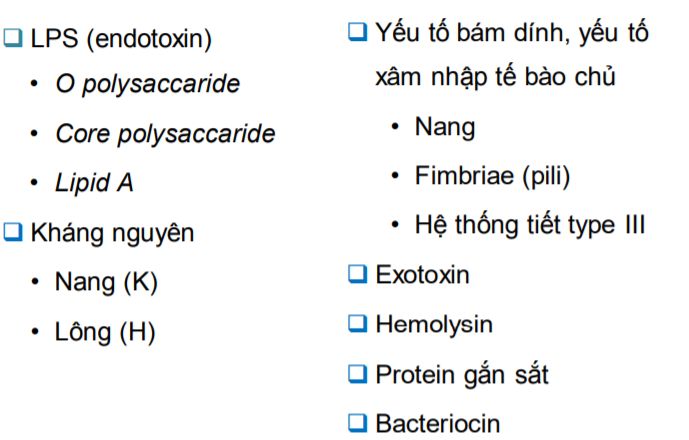 LPS (endotoxin)
• O polysaccaride
• Core polysaccaride
• Lipid A
Kháng nguyên
• Nang (K)
• Lông (H)
Yếu tố bám dính, yếu tố
xâm nhập tế bào chủ
• Nang
• Fimbriae (pili)
• Hệ thống tiết type III
Exotoxin
Hemolysin
Protein gắn sắt
Bacteriocin